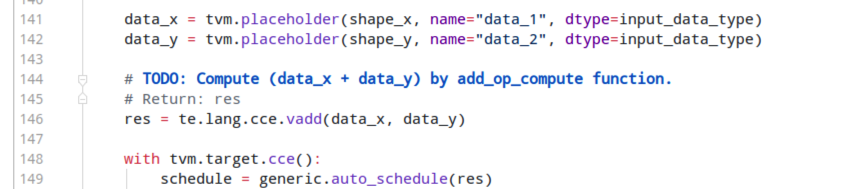 141 data_x = tvm.placeholder(shape_x, name="data_1", dtype=input_data_type)
142 data_y = tvm.placeholder(shape_y, name="data_2", dtype=input_data_type)
143
144 # TODO: Compute (data_x + data_y) by add_op_compute function.
145 # Return: res
146 res = te.lang.cce.vadd(data_x, data_y)
147
148 with tvm.target.cce():
149 schedule = generic.auto_schedule(res)